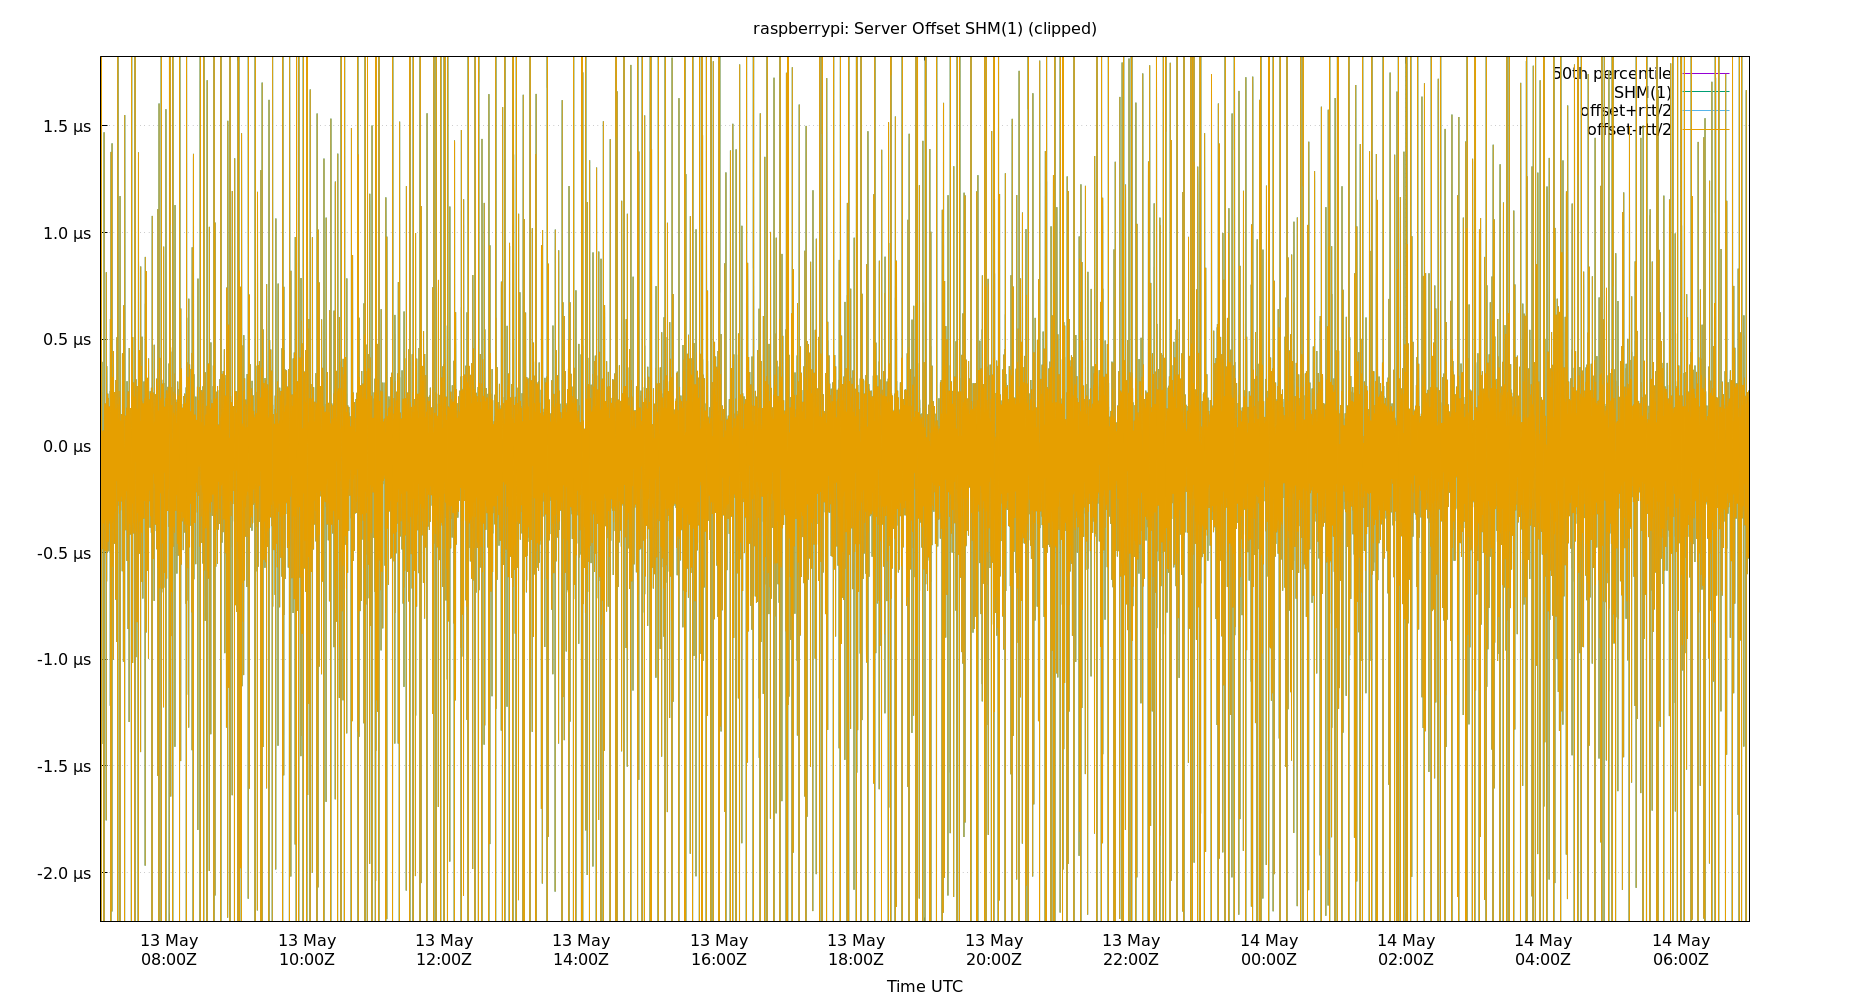 raspberrypi: Server Offset SHM(1) (clipped)
50th percentile
SHM(1)
offset+rtt/2
offset-rtt/2
1.5 µs
1.0 µs
0.5 µs
0.0 µs
-0.5 µs
-1.0 µs
-1.5 µs
-2.0 µs
13 May 13 May 13 May 13 May 13 May 13 May 13 May 13 May 14 May 14 May 14 May 14 May
08:00Z 10:00Z 12:00Z 14:00Z 16:00Z 18:00Z 20:00Z 22:00Z 00:00Z 02:00Z 04:00Z 06:00Z
Time UTC